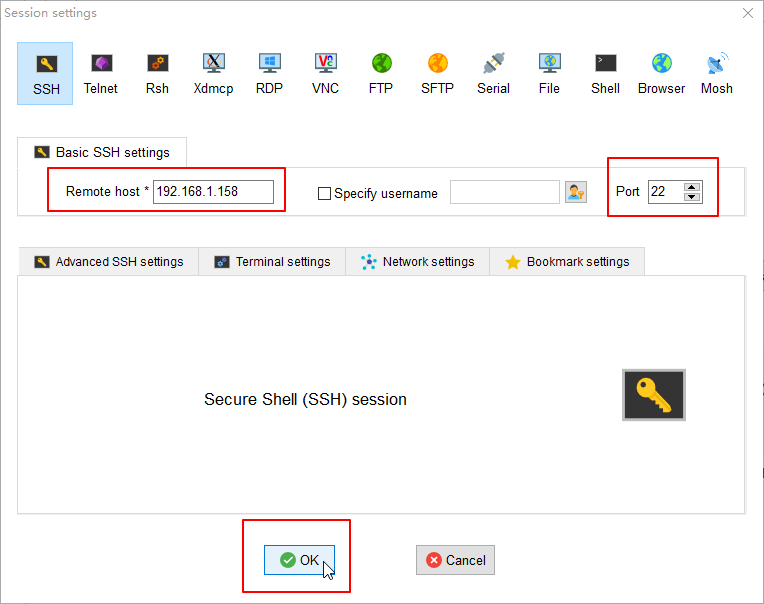 Session settings
SSH Telnet Rsh Xdmcp RDP VNC FTP SFTP Serial File Shell Browser Mosh
Basic SSH settings
Remote host * 192.168.1.158 Specify username Port 22
Advanced SSH settings Terminal settings Network settings Bookmark settings
Secure Shell (SSH) session
OK Cancel